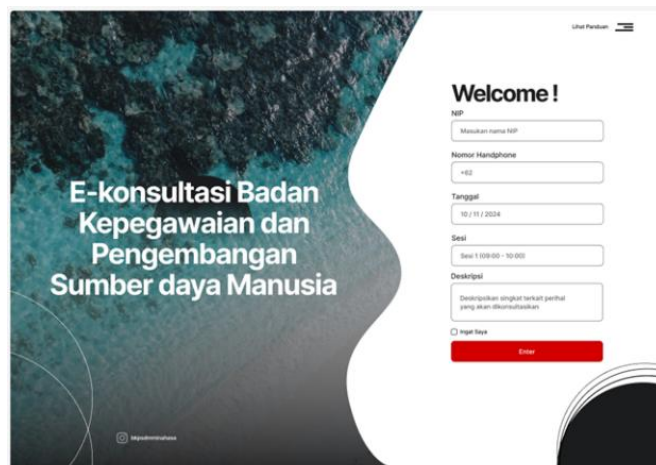 Lihat Panduan
E-konsultasi Badan
Kepegawaian dan
Pengembangan
Sumber daya Manusia
bkpsdmminahasa
Welcome !
NIP
Masukan nama NIP
Nomor Handphone
+62
Tanggal
10 / 11 / 2024
Sesi
Sesi 1 (09:00 - 10:00)
Deskripsi
Deskripsikan singkat terkait perihal
yang akan dikonsultasikan
Ingat Saya
Enter